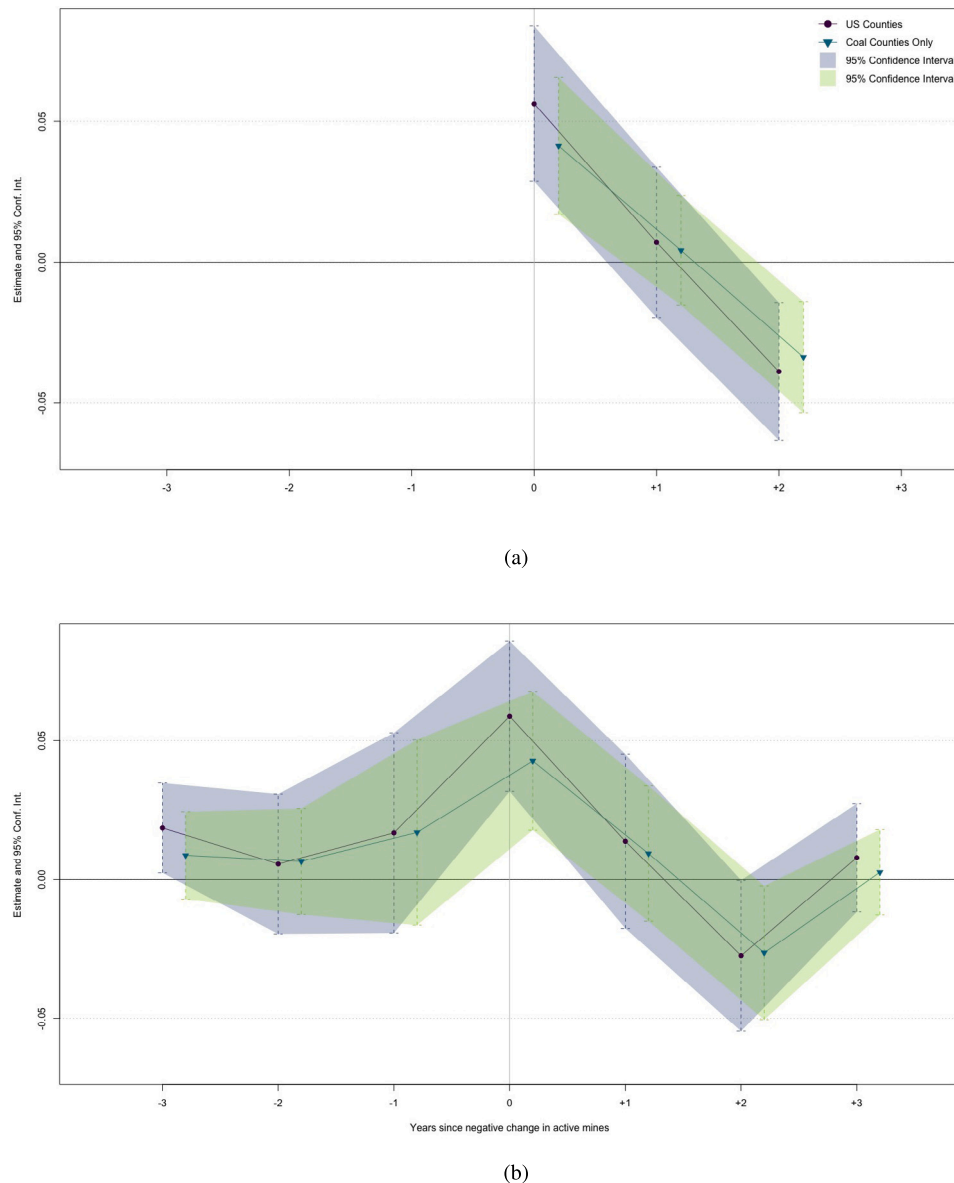 US Counties
Coal Counties Only
95% Confidence Interva
95% Confidence Interva
Estimate and 95% Conf. Int.
0.05
0.00
-0.05
-3 -2 -1 0 +1 +2 +3
(a)
Estimate and 95% Conf. Int.
0.05
0.00
-0.05
-3 -2 -1 0 +1 +2 +3
Years since negative change in active mines
(b)